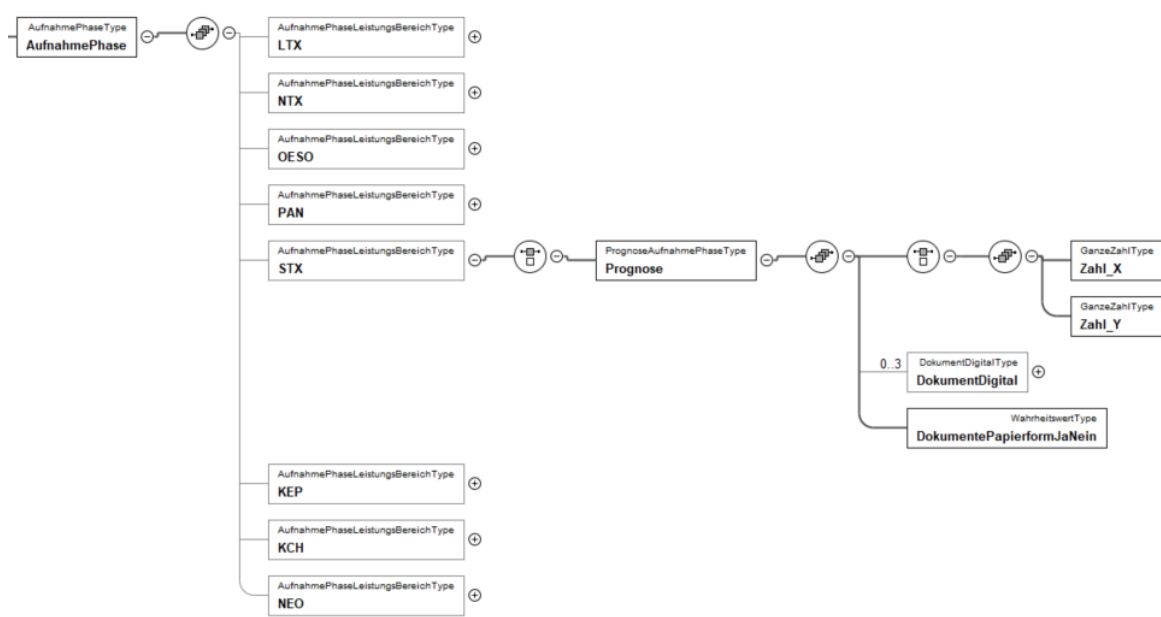 AufnahmePhaseType
AufnahmePhase
AufnahmePhaseLeistungsBereichType
LTX
AufnahmePhaseLeistungsBereichType
NTX
AufnahmePhaseLeistungsBereichType
OESO
AufnahmePhaseLeistungsBereichType
PAN
AufnahmePhaseLeistungsBereichType
STX
PrognoseAufnahmePhaseType
Prognose
GanzeZahlType
Zahl_X
GanzeZahlType
Zahl_Y
0..3
DokumentDigitalType
DokumentDigital
WahrheitswertType
DokumentePapierformJaNein
AufnahmePhaseLeistungsBereichType
KEP
AufnahmePhaseLeistungsBereichType
KCH
AufnahmePhaseLeistungsBereichType
NEO